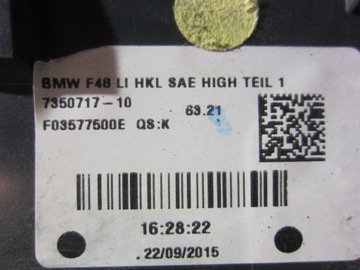 BMW F48 LI HKL SAE HIGH TEIL 1
7350717-10 63.21
F03577500E QS:K
16:28:22
. 22/09/2015